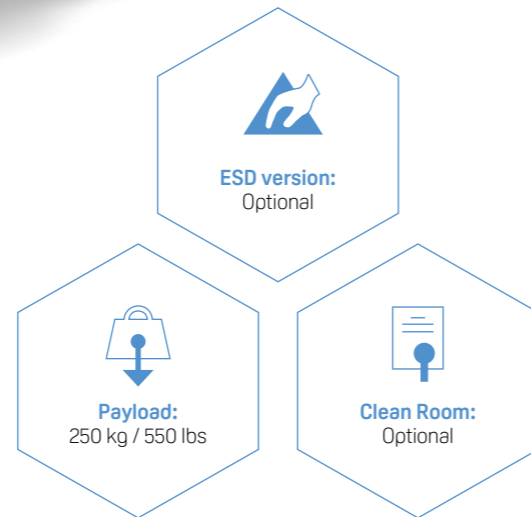 ESD version:
Optional
Payload:
250 kg / 550 lbs
Clean Room:
Optional